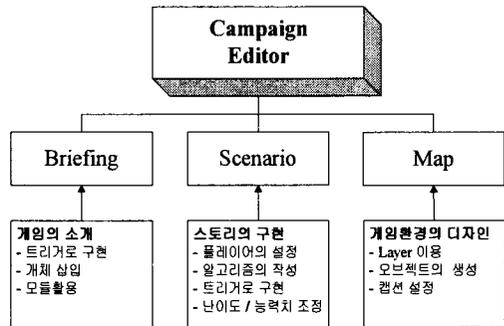 Campaign
Editor
Briefing
Scenario
Map
게임의 소개
- 트리거로 구현
- 개체 삽입
- 모듈활용
스토리의 구현
- 플레이어의 설정
- 알고리즘의 작성
- 트리거로 구현
- 난이도 / 능력치 조정
게임환경의 디자인
- Layer 이용
- 오브젝트의 생성
- 캡션 설정